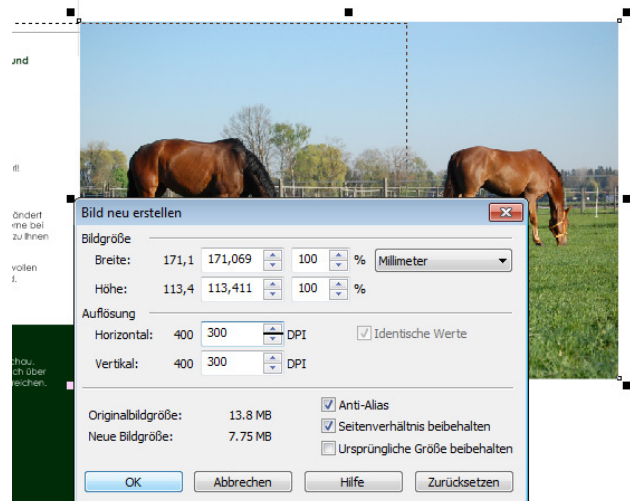 und
ändert
rne bei
zu Ihnen
vollen
chau.
ch über
reichen.
Bild neu erstellen
Bildgröße
Breite: 171,1 171,069 100 % Millimeter
Höhe: 113,4 113,411 100 %
Auflösung
Horizontal: 400 300 DPI Identische Werte
Vertikal: 400 300 DPI
Originalbildgröße: 13.8 MB
Neue Bildgröße: 7.75 MB
Anti-Alias
Seitenverhältnis beibehalten
Ursprüngliche Größe beibehalten
OK Abbrechen Hilfe Zurücksetzen